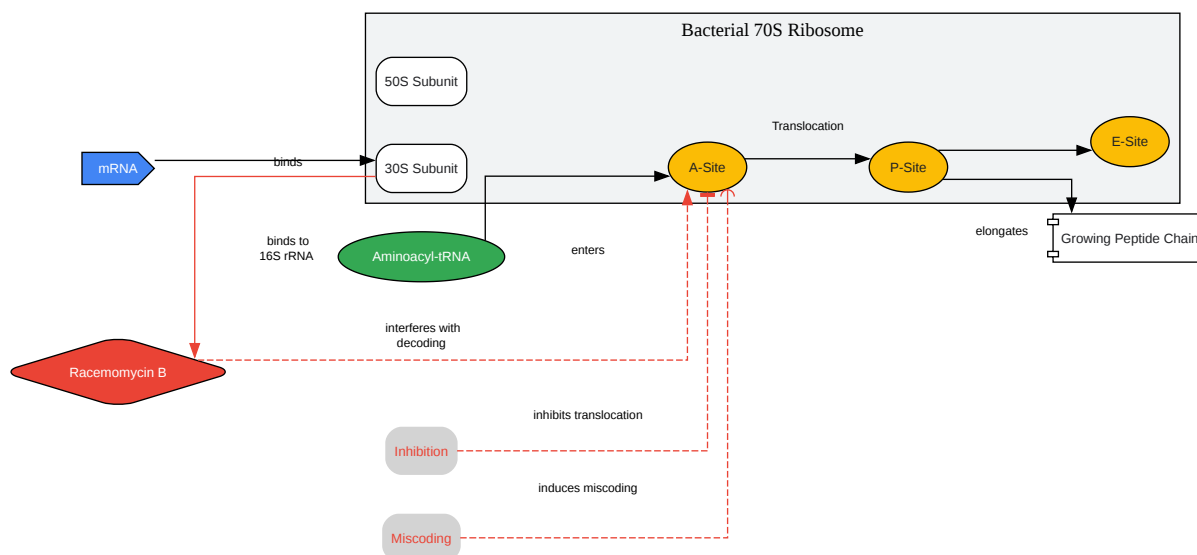 Bacterial 70S Ribosome
50S Subunit
Translocation
E-Site
mRNA
binds
30S Subunit
A-Site
P-Site
elongates
Growing Peptide Chain
binds to
16S rRNA
Aminoacyl-tRNA
enters
interferes with
decoding
Racemomycin B
inhibits translocation
Inhibition
induces miscoding
Miscoding